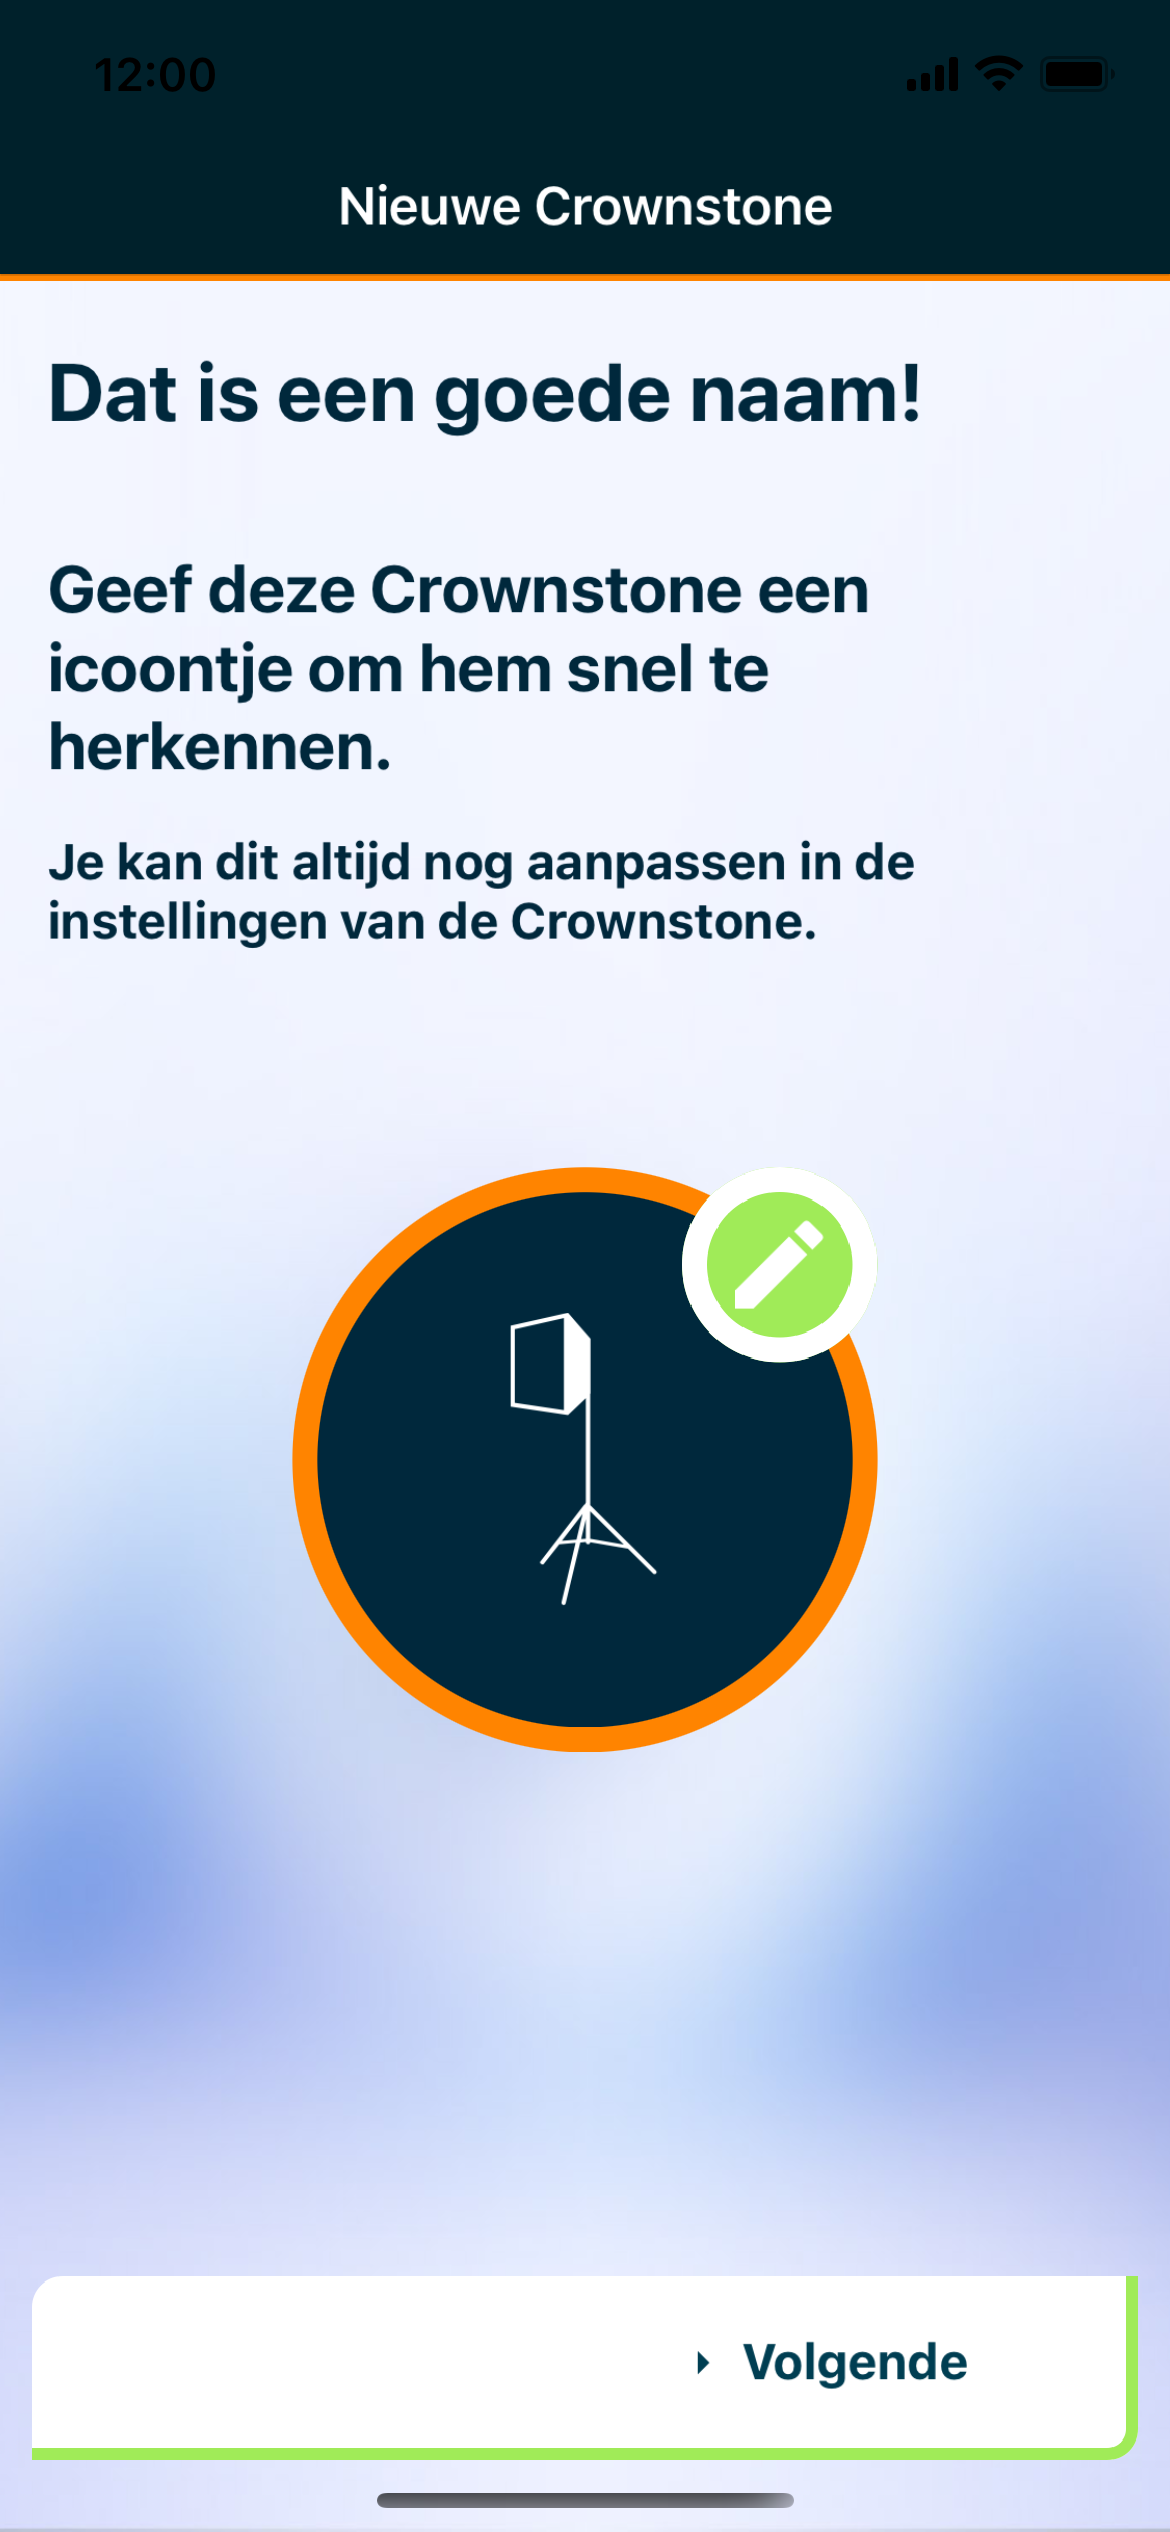 12:00
Nieuwe Crownstone
Dat is een goede naam!
Geef deze Crownstone een
icoontje om hem snel te
herkennen.
Je kan dit altijd nog aanpassen in de
instellingen van de Crownstone.
Volgende